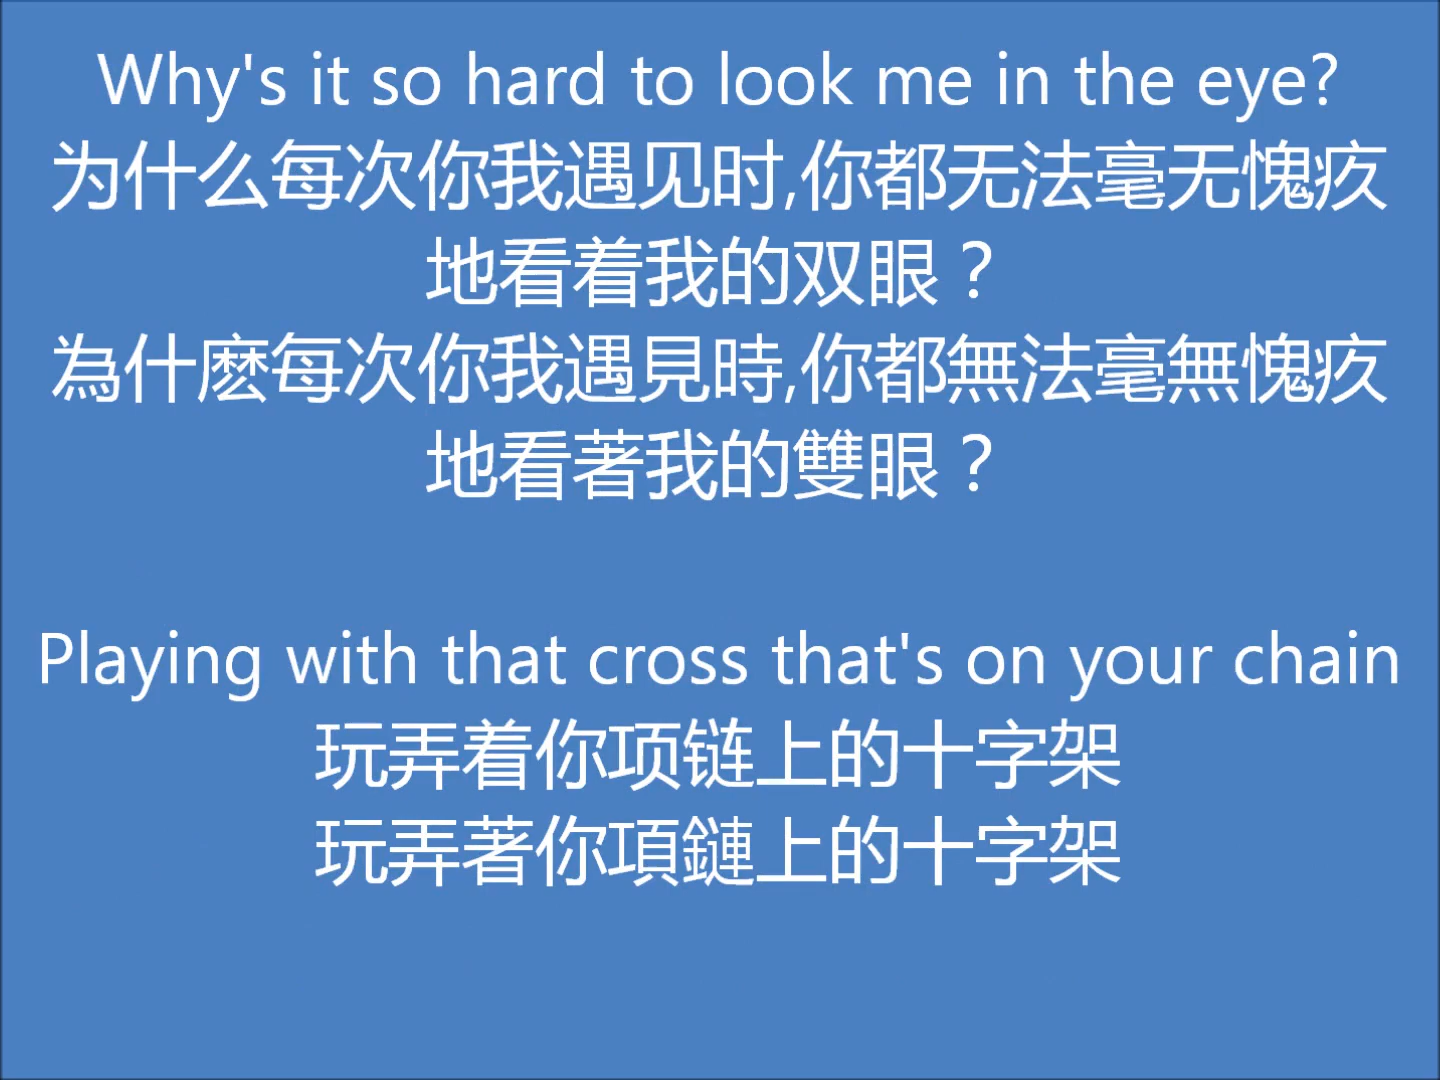 Why's it so hard to look me in the eye?
为什么每次你我遇见时,你都无法毫无愧疚
地看着我的双眼？
為什麽每次你我遇見時,你都無法毫無愧疚
地看著我的雙眼？
Playing with that cross that's on your chain
玩弄着你项链上的十字架
玩弄著你項鏈上的十字架